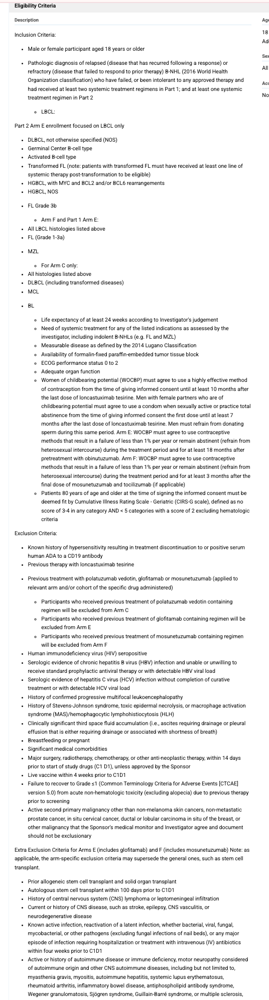 Eligibility Criteria
Description
Inclusion Criteria:
• Male or female participant aged 18 years or older
• Pathologic diagnosis of relapsed (disease that has recurred following a response) or
refractory (disease that failed to respond to prior therapy) B-NHL (2016 World Health
Organization classification) who have failed, or been intolerant to any approved therapy and
had received at least two systemic treatment regimens in Part 1; and at least one systemic
treatment regimen in Part 2
◦ LBCL:
Part 2 Arm E enrollment focused on LBCL only
• DLBCL, not otherwise specified (NOS)
• Germinal Center B-cell type
• Activated B-cell type
• Transformed FL (note: patients with transformed FL must have received at least one line of
systemic therapy post-transformation to be eligible)
• HGBCL, with MYC and BCL2 and/or BCL6 rearrangements
• HGBCL, NOS
• FL Grade 3b
◦ Arm F and Part 1 Arm E:
• All LBCL histologies listed above
• FL (Grade 1-3a)
• MZL
◦ For Arm C only:
• All histologies listed above
• DLBCL (including transformed diseases)
• MCL
• BL
◦ Life expectancy of at least 24 weeks according to Investigator's judgement
◦ Need of systemic treatment for any of the listed indications as assessed by the
investigator, including indolent B-NHLs (e.g. FL and MZL)
◦ Measurable disease as defined by the 2014 Lugano Classification
◦ Availability of formalin-fixed paraffin-embedded tumor tissue block
◦ ECOG performance status 0 to 2
◦ Adequate organ function
◦ Women of childbearing potential (WOCBP) must agree to use a highly effective method
of contraception from the time of giving informed consent until at least 10 months after
the last dose of loncastuximab tesirine. Men with female partners who are of
childbearing potential must agree to use a condom when sexually active or practice total
abstinence from the time of giving informed consent the first dose until at least 7
months after the last dose of loncastuximab tesirine. Men must refrain from donating
sperm during this same period. Arm E: WOCBP must agree to use contraceptive
methods that result in a failure of less than 1% per year or remain abstinent (refrain from
heterosexual intercourse) during the treatment period and for at least 18 months after
pretreatment with obinutuzumab. Arm F: WOCBP must agree to use contraceptive
methods that result in a failure of less than 1% per year or remain abstinent (refrain from
heterosexual intercourse) during the treatment period and for at least 3 months after the
final dose of mosunetuzumab and tocilizumab (if applicable)
◦ Patients 80 years of age and older at the time of signing the informed consent must be
deemed fit by Cumulative Illness Rating Scale - Geriatric (CIRS-G scale), defined as no
score of 3-4 in any category AND < 5 categories with a score of 2 excluding hematologic
criteria
Exclusion Criteria:
• Known history of hypersensitivity resulting in treatment discontinuation to or positive serum
human ADA to a CD19 antibody
• Previous therapy with loncastuximab tesirine
• Previous treatment with polatuzumab vedotin, glofitamab or mosunetuzumab (applied to
relevant arm and/or cohort of the specific drug administered)
◦ Participants who received previous treatment of polatuzumab vedotin containing
regimen will be excluded from Arm C
◦ Participants who received previous treatment of glofitamab containing regimen will be
excluded from Arm E
◦ Participants who received previous treatment of mosunetuzumab containing regimen
will be excluded from Arm F
• Human immunodeficiency virus (HIV) seropositive
• Serologic evidence of chronic hepatitis B virus (HBV) infection and unable or unwilling to
receive standard prophylactic antiviral therapy or with detectable HBV viral load
• Serologic evidence of hepatitis C virus (HCV) infection without completion of curative
treatment or with detectable HCV viral load
• History of confirmed progressive multifocal leukoencephalopathy
• History of Stevens-Johnson syndrome, toxic epidermal necrolysis, or macrophage activation
syndrome (MAS)/hemophagocytic lymphohistiocytosis (HLH)
• Clinically significant third space fluid accumulation (i.e., ascites requiring drainage or pleural
effusion that is either requiring drainage or associated with shortness of breath)
• Breastfeeding or pregnant
• Significant medical comorbidities
• Major surgery, radiotherapy, chemotherapy, or other anti-neoplastic therapy, within 14 days
prior to start of study drugs (C1 D1), unless approved by the Sponsor
• Live vaccine within 4 weeks prior to C1D1
• Failure to recover to Grade ≤1 (Common Terminology Criteria for Adverse Events [CTCAE]
version 5.0) from acute non-hematologic toxicity (excluding alopecia) due to previous therapy
prior to screening
• Active second primary malignancy other than non-melanoma skin cancers, non-metastatic
prostate cancer, in situ cervical cancer, ductal or lobular carcinoma in situ of the breast, or
other malignancy that the Sponsor's medical monitor and Investigator agree and document
should not be exclusionary
Extra Exclusion Criteria for Arms E (includes glofitamab) and F (includes mosunetuzumab) Note: as
applicable, the arm-specific exclusion criteria may supersede the general ones, such as stem cell
transplant.
• Prior allogeneic stem cell transplant and solid organ transplant
• Autologous stem cell transplant within 100 days prior to C1D1
• History of central nervous system (CNS) lymphoma or leptomeningeal infiltration
• Current or history of CNS disease, such as stroke, epilepsy, CNS vasculitis, or
neurodegenerative disease
• Known active infection, reactivation of a latent infection, whether bacterial, viral, fungal,
mycobacterial, or other pathogens (excluding fungal infections of nail beds), or any major
episode of infection requiring hospitalization or treatment with intravenous (IV) antibiotics
within four weeks prior to C1D1
• Active or history of autoimmune disease or immune deficiency, motor neuropathy considered
of autoimmune origin and other CNS autoimmune diseases, including but not limited to,
myasthenia gravis, myositis, autoimmune hepatitis, systemic lupus erythematosus,
rheumatoid arthritis, inflammatory bowel disease, antiphospholipid antibody syndrome,
Wegener granulomatosis, Sjögren syndrome, Guillain-Barré syndrome, or multiple sclerosis,
Age
18
Ad
Sex
All
Acc
No